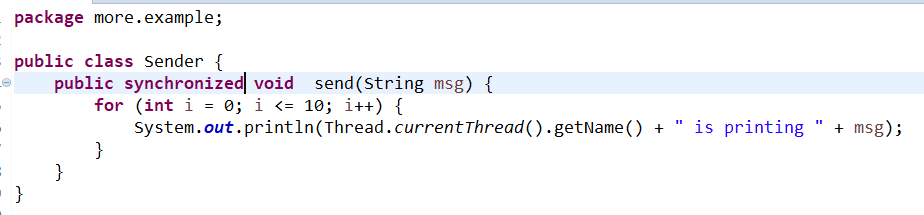 package more.example;
public class Sender {
public synchronized void  send(String msg) {
for (int i = 0; i <= 10; i++) {
System.out.println(Thread.currentThread().getName() + " is printing " + msg);
}
}
}